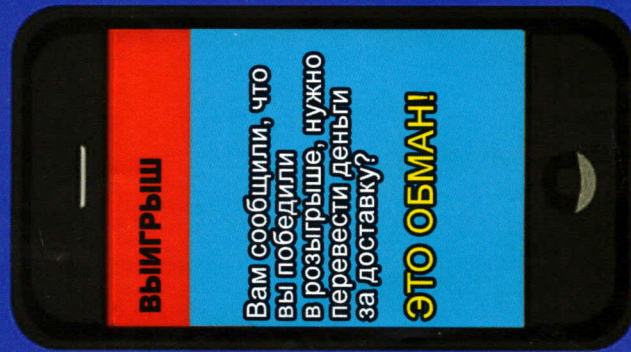 ВЫИГРЫШ
Вам сообщили, что
вы победили
в розыгрыше, нужно
перевести деньги
за доставку?
ЭТО ОБМАН!